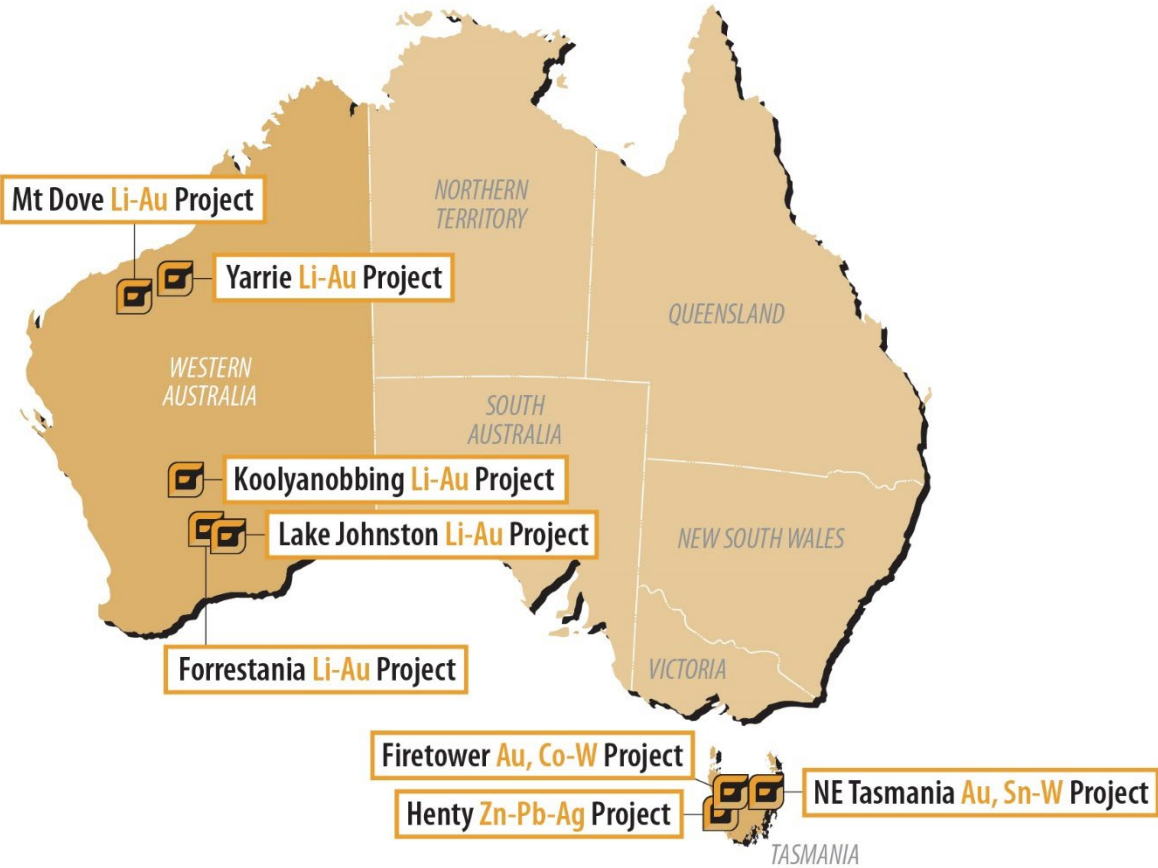 NORTHERN
TERRITORY
Mt Dove Li-Au Project
Yarrie Li-Au Project
QUEENSLAND
WESTERN
AUSTRALIA
SOUTH
AUSTRALIA
Koolyanobbing Li-Au Project
Lake Johnston Li-Au Project
NEW SOUTH WALES
Forrestania Li-Au Project
VICTORIA
Firetower Au, Co-W Project
NE Tasmania Au, Sn-W Project
Henty Zn-Pb-Ag Project
TASMANIA